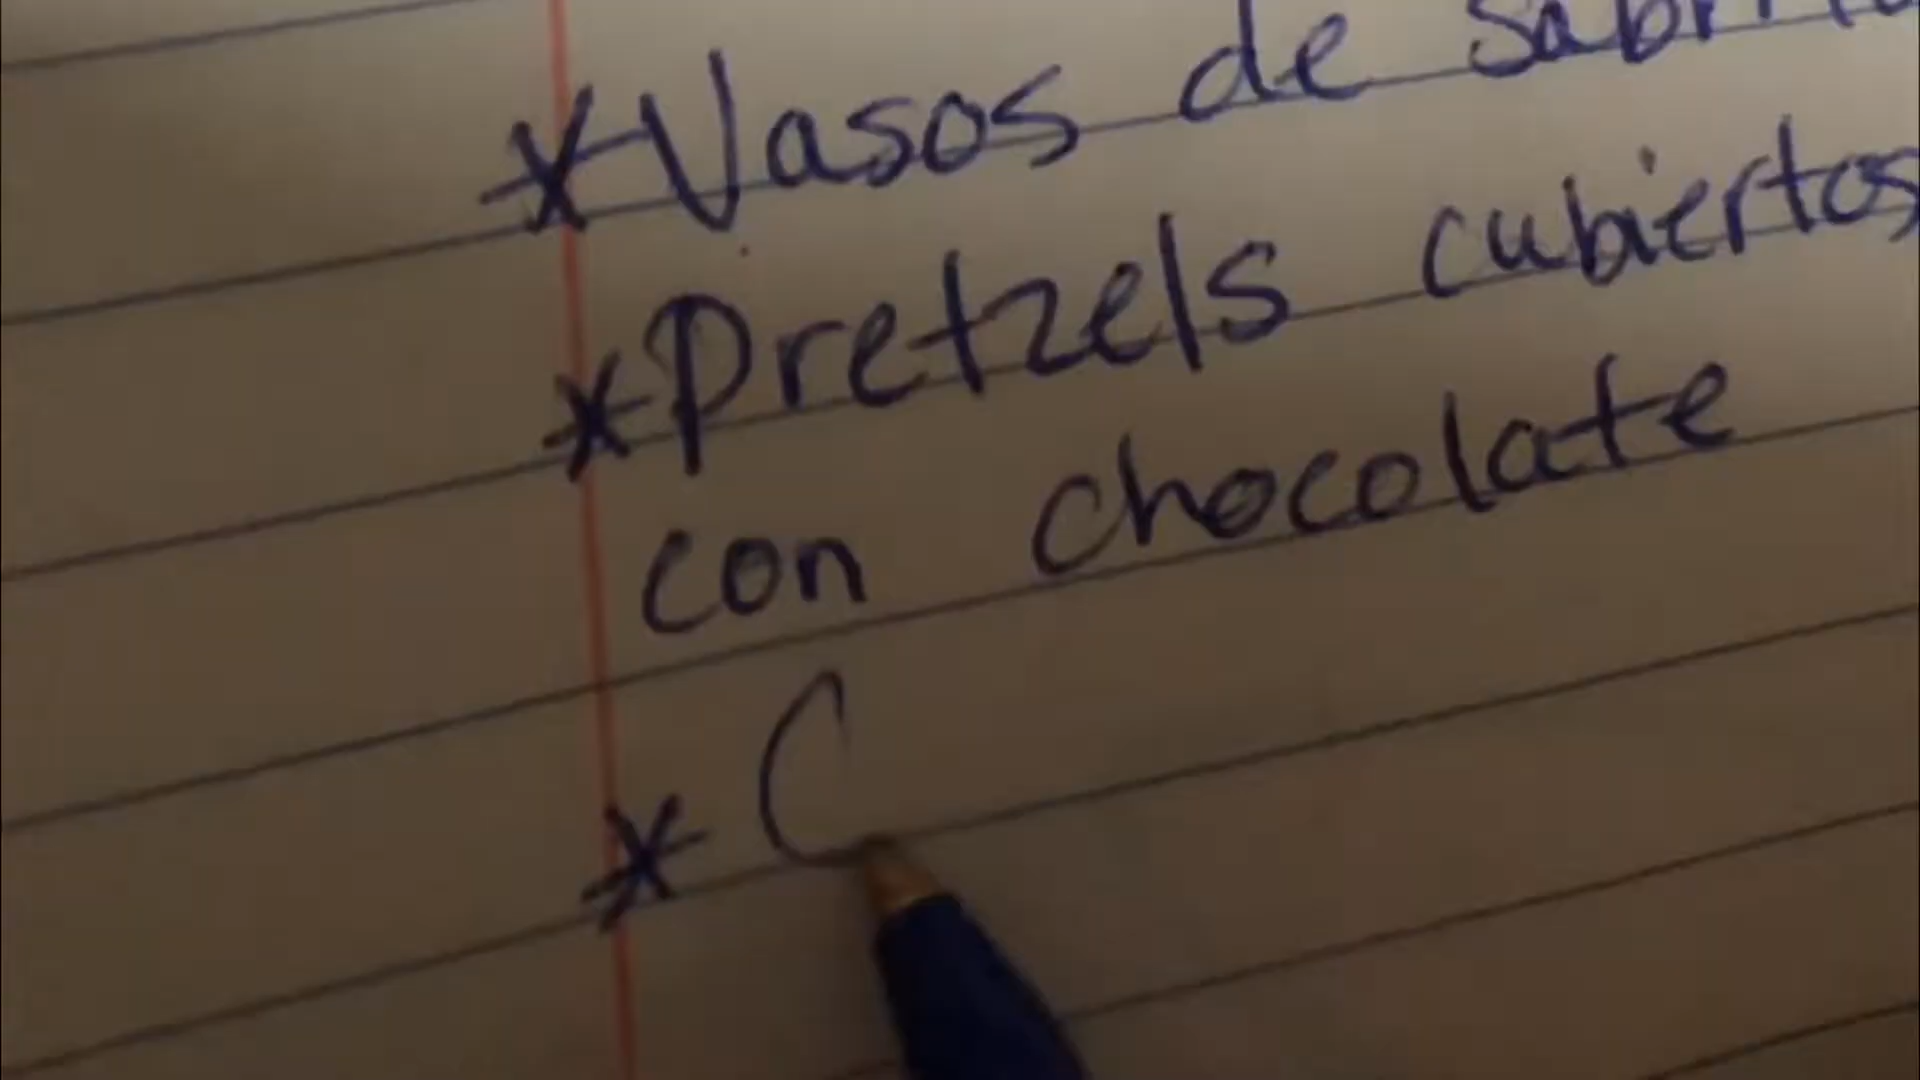 *Vasos de
*Pretzels cubiertos
con chocolate
* C